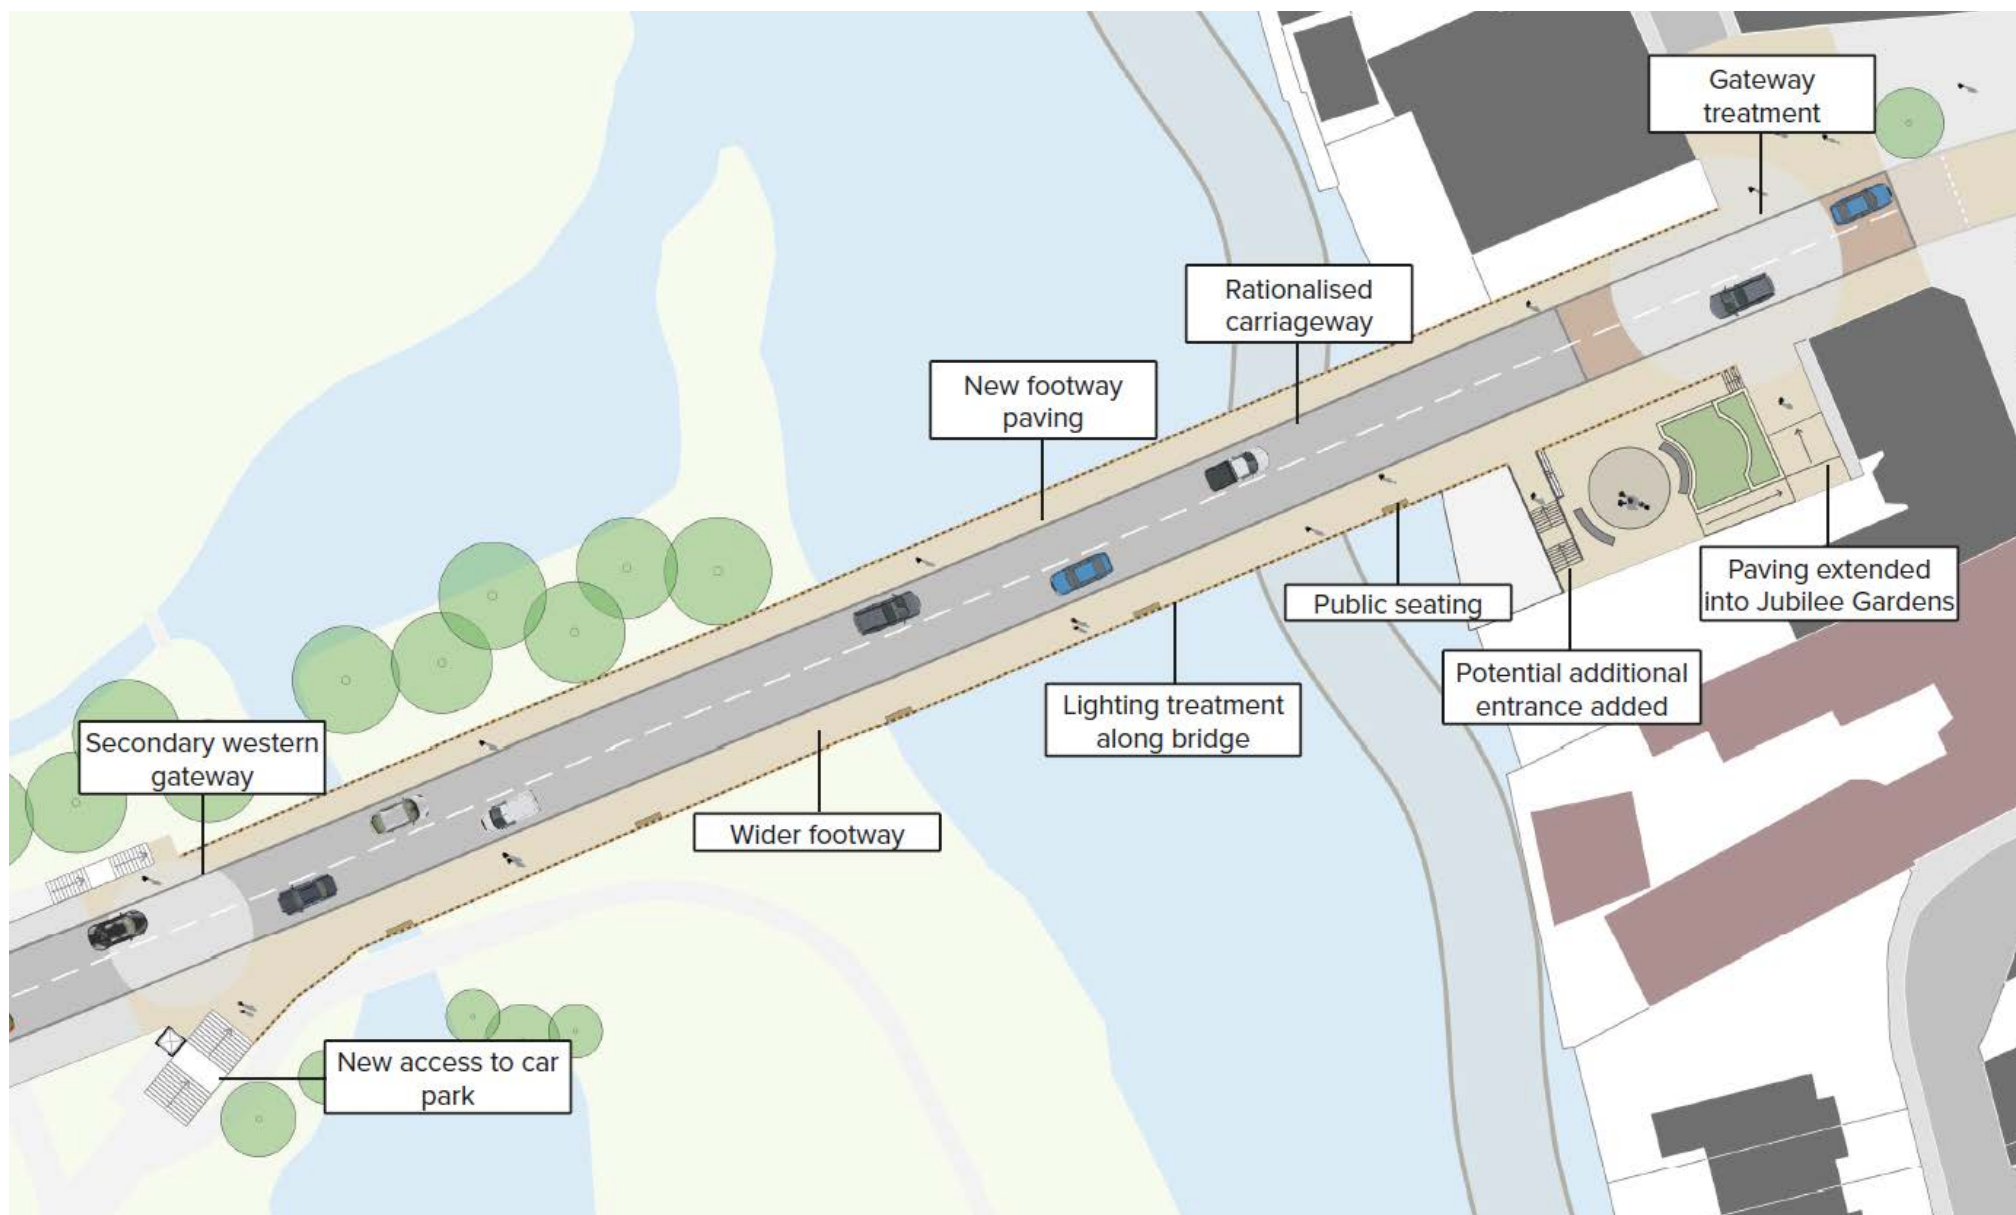 Gateway
treatment
Rationalised
carriageway
New footway
paving
Public seating
Paving extended
into Jubilee Gardens
Potential additional
entrance added
Lighting treatment
along bridge
Secondary western
gateway
Wider footway
New access to car
park